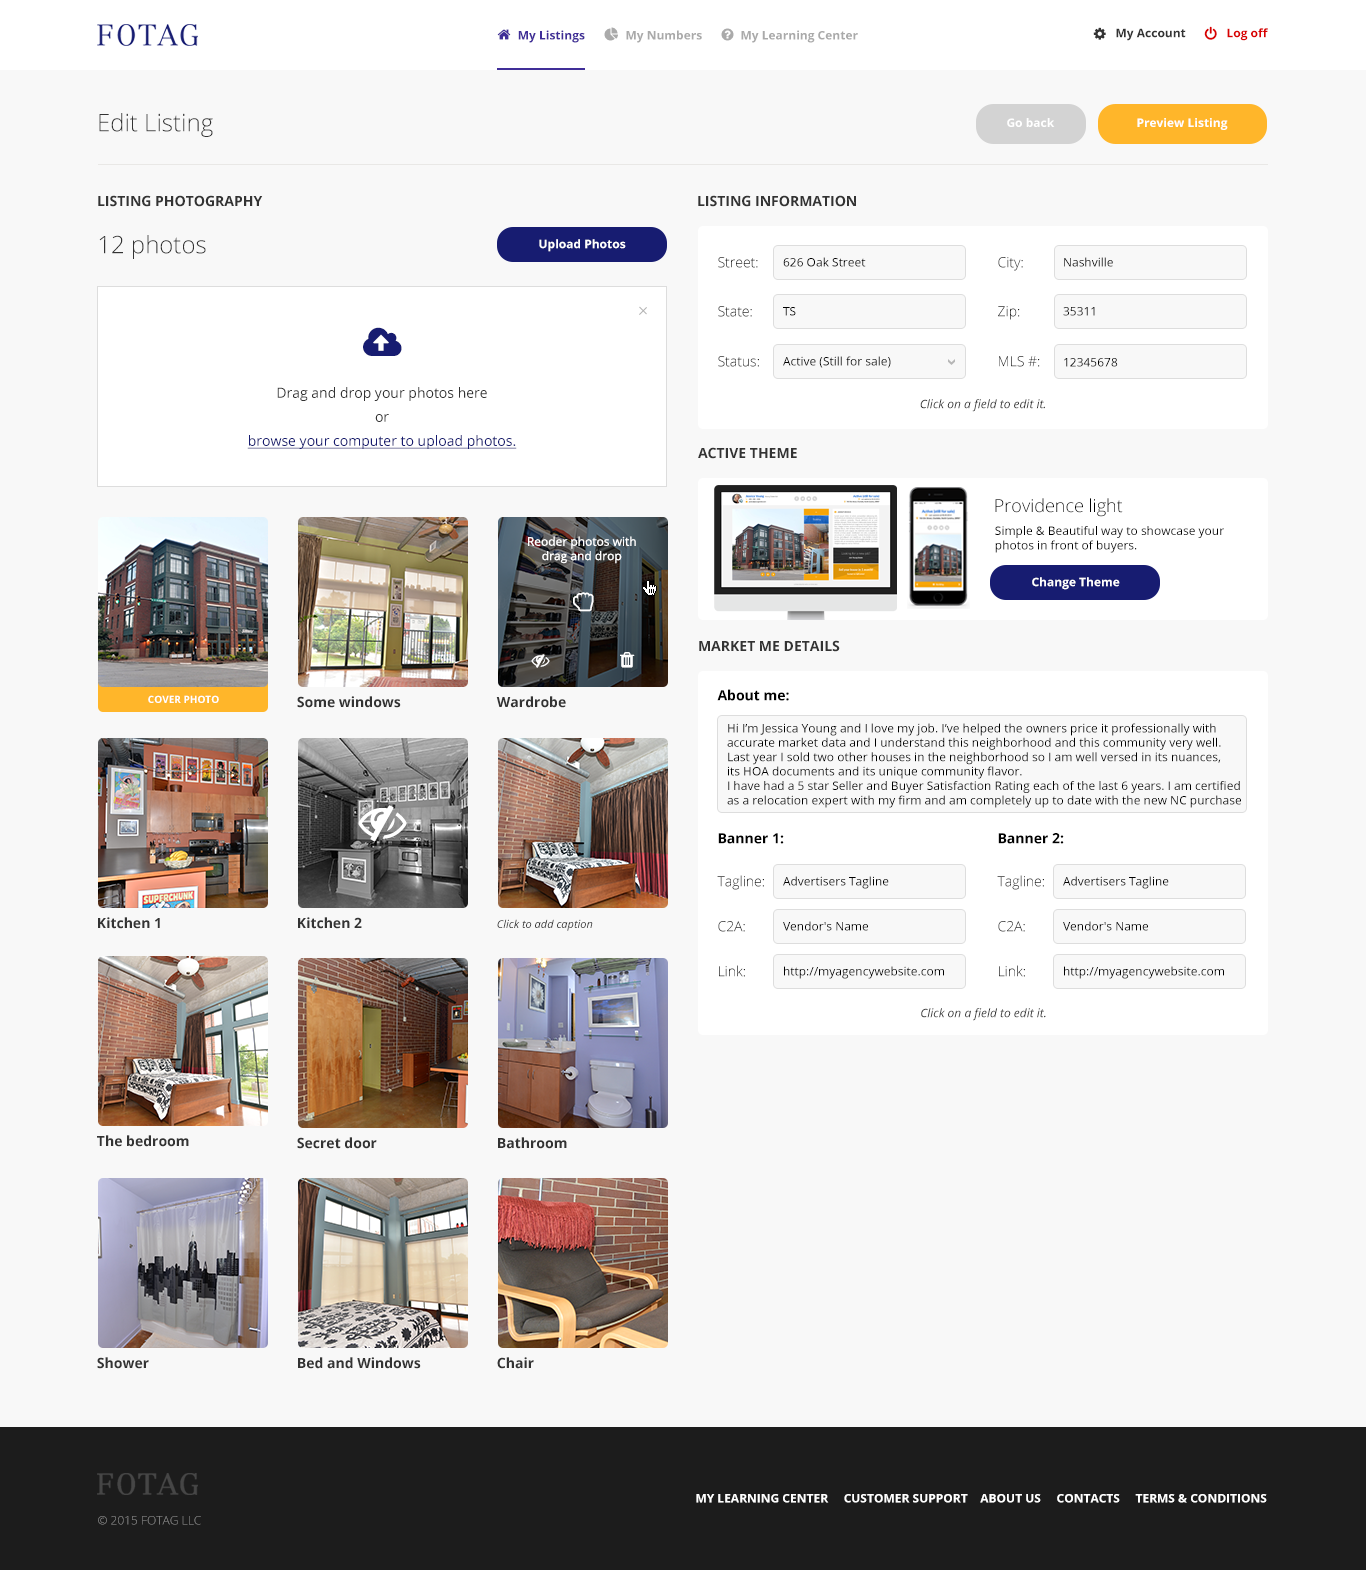 FOTAG
My Listings
My Numbers
My Learning Center
My Account
Log off
Edit Listing
Go back
Preview Listing
LISTING PHOTOGRAPHY
12 photos
Upload Photos
×
Drag and drop your photos here
or
browse your computer to upload photos.
COVER PHOTO
Some windows
Reoder photos with
drag and drop
Wardrobe
SUPERCHUNK
Kitchen 1
Kitchen 2
Click to add caption
The bedroom
Secret door
Bathroom
Shower
Bed and Windows
Chair
LISTING INFORMATION
Street: 626 Oak Street
City: Nashville
State: TS
Zip: 35311
Status: Active (Still for sale)
MLS #: 12345678
Click on a field to edit it.
ACTIVE THEME
Providence light
Simple & Beautiful way to showcase your
photos in front of buyers.
Change Theme
MARKET ME DETAILS
About me:
Hi I'm Jessica Young and I love my job. I've helped the owners price it professionally with
accurate market data and I understand this neighborhood and this community very well.
Last year I sold two other houses in the neighborhood so I am well versed in its nuances,
its HOA documents and its unique community flavor.
I have had a 5 star Seller and Buyer Satisfaction Rating each of the last 6 years. I am certified
as a relocation expert with my firm and am completely up to date with the new NC purchase
Banner 1:
Tagline: Advertisers Tagline
C2A: Vendor's Name
Link: http://myagencywebsite.com
Banner 2:
Tagline: Advertisers Tagline
C2A: Vendor's Name
Link: http://myagencywebsite.com
Click on a field to edit it.
FOTAG
© 2015 FOTAG LLC
MY LEARNING CENTER
CUSTOMER SUPPORT
ABOUT US
CONTACTS
TERMS & CONDITIONS